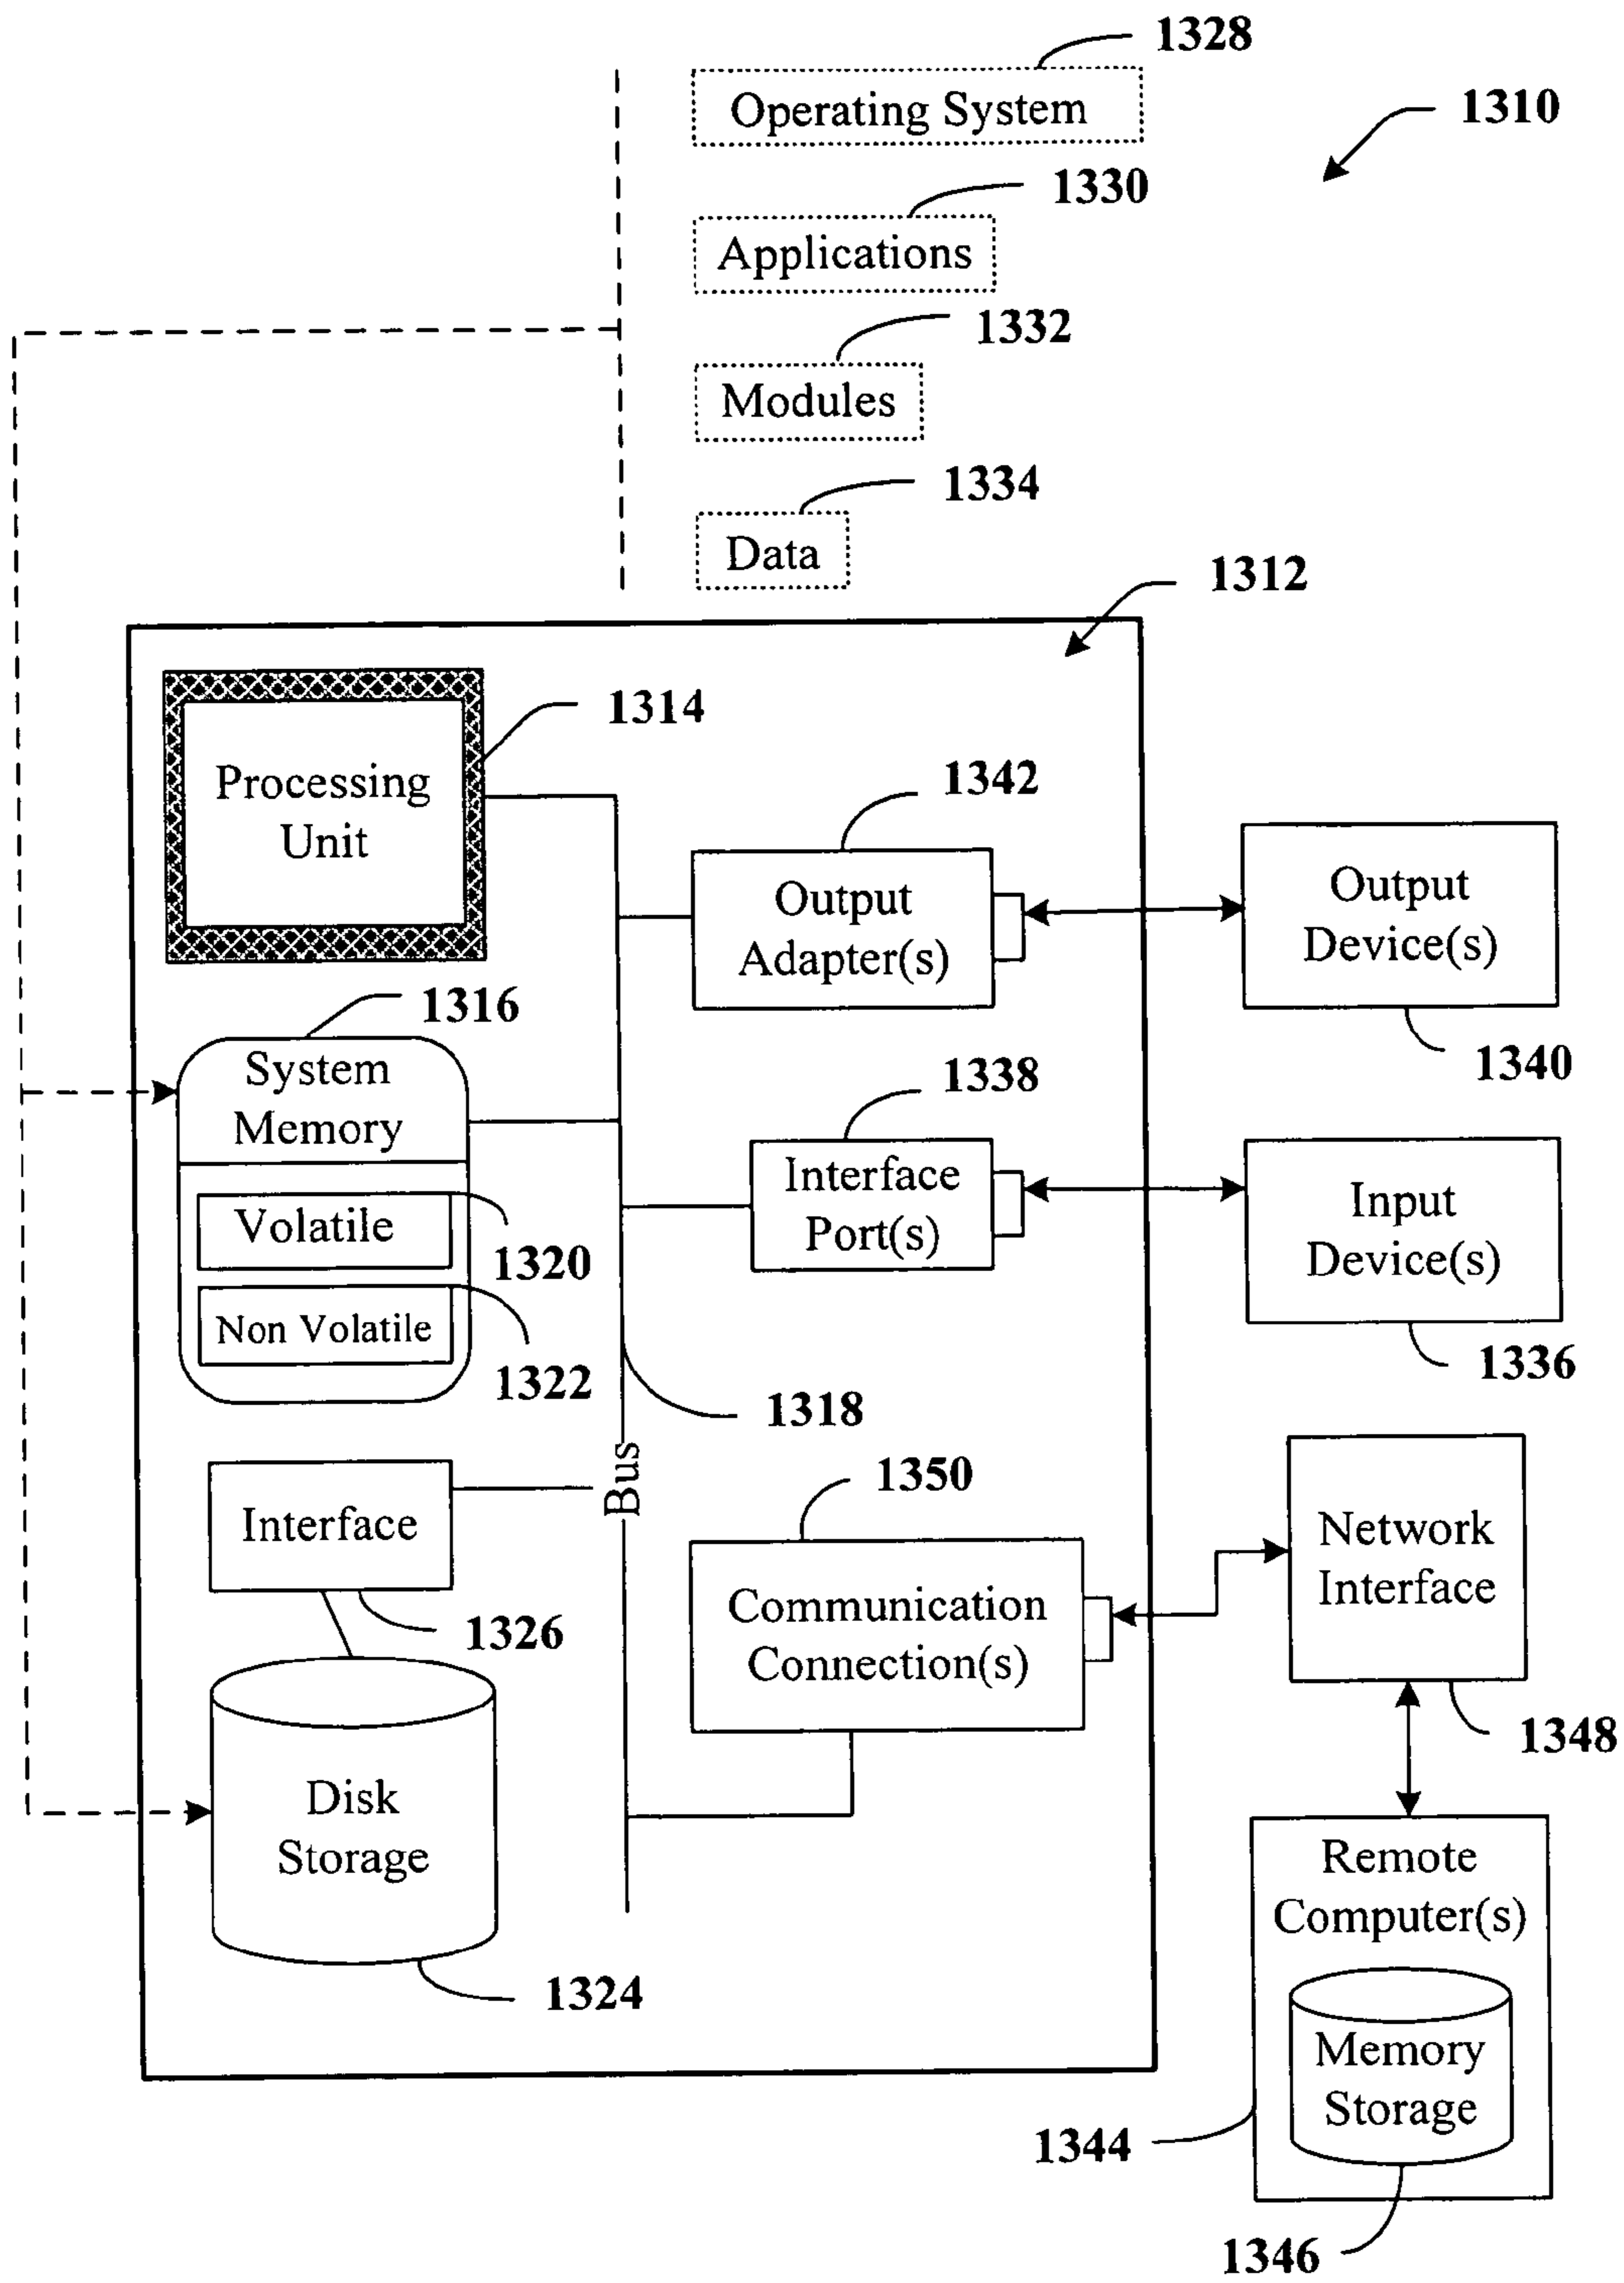 1328
Operating System
1310
1330
Applications
1332
Modules
1334
Data
1312
1314
Processing
Unit
1342
Output
Adapter(s)
Output
Device(s)
1340
1316
System
Memory
1338
Interface
Port(s)
Input
Device(s)
1336
Volatile
1320
Non Volatile
1322
1318
Bus
1350
Interface
1326
Communication
Connection(s)
Network
Interface
1348
Disk
Storage
1324
Remote
Computer(s)
Memory
Storage
1344
1346